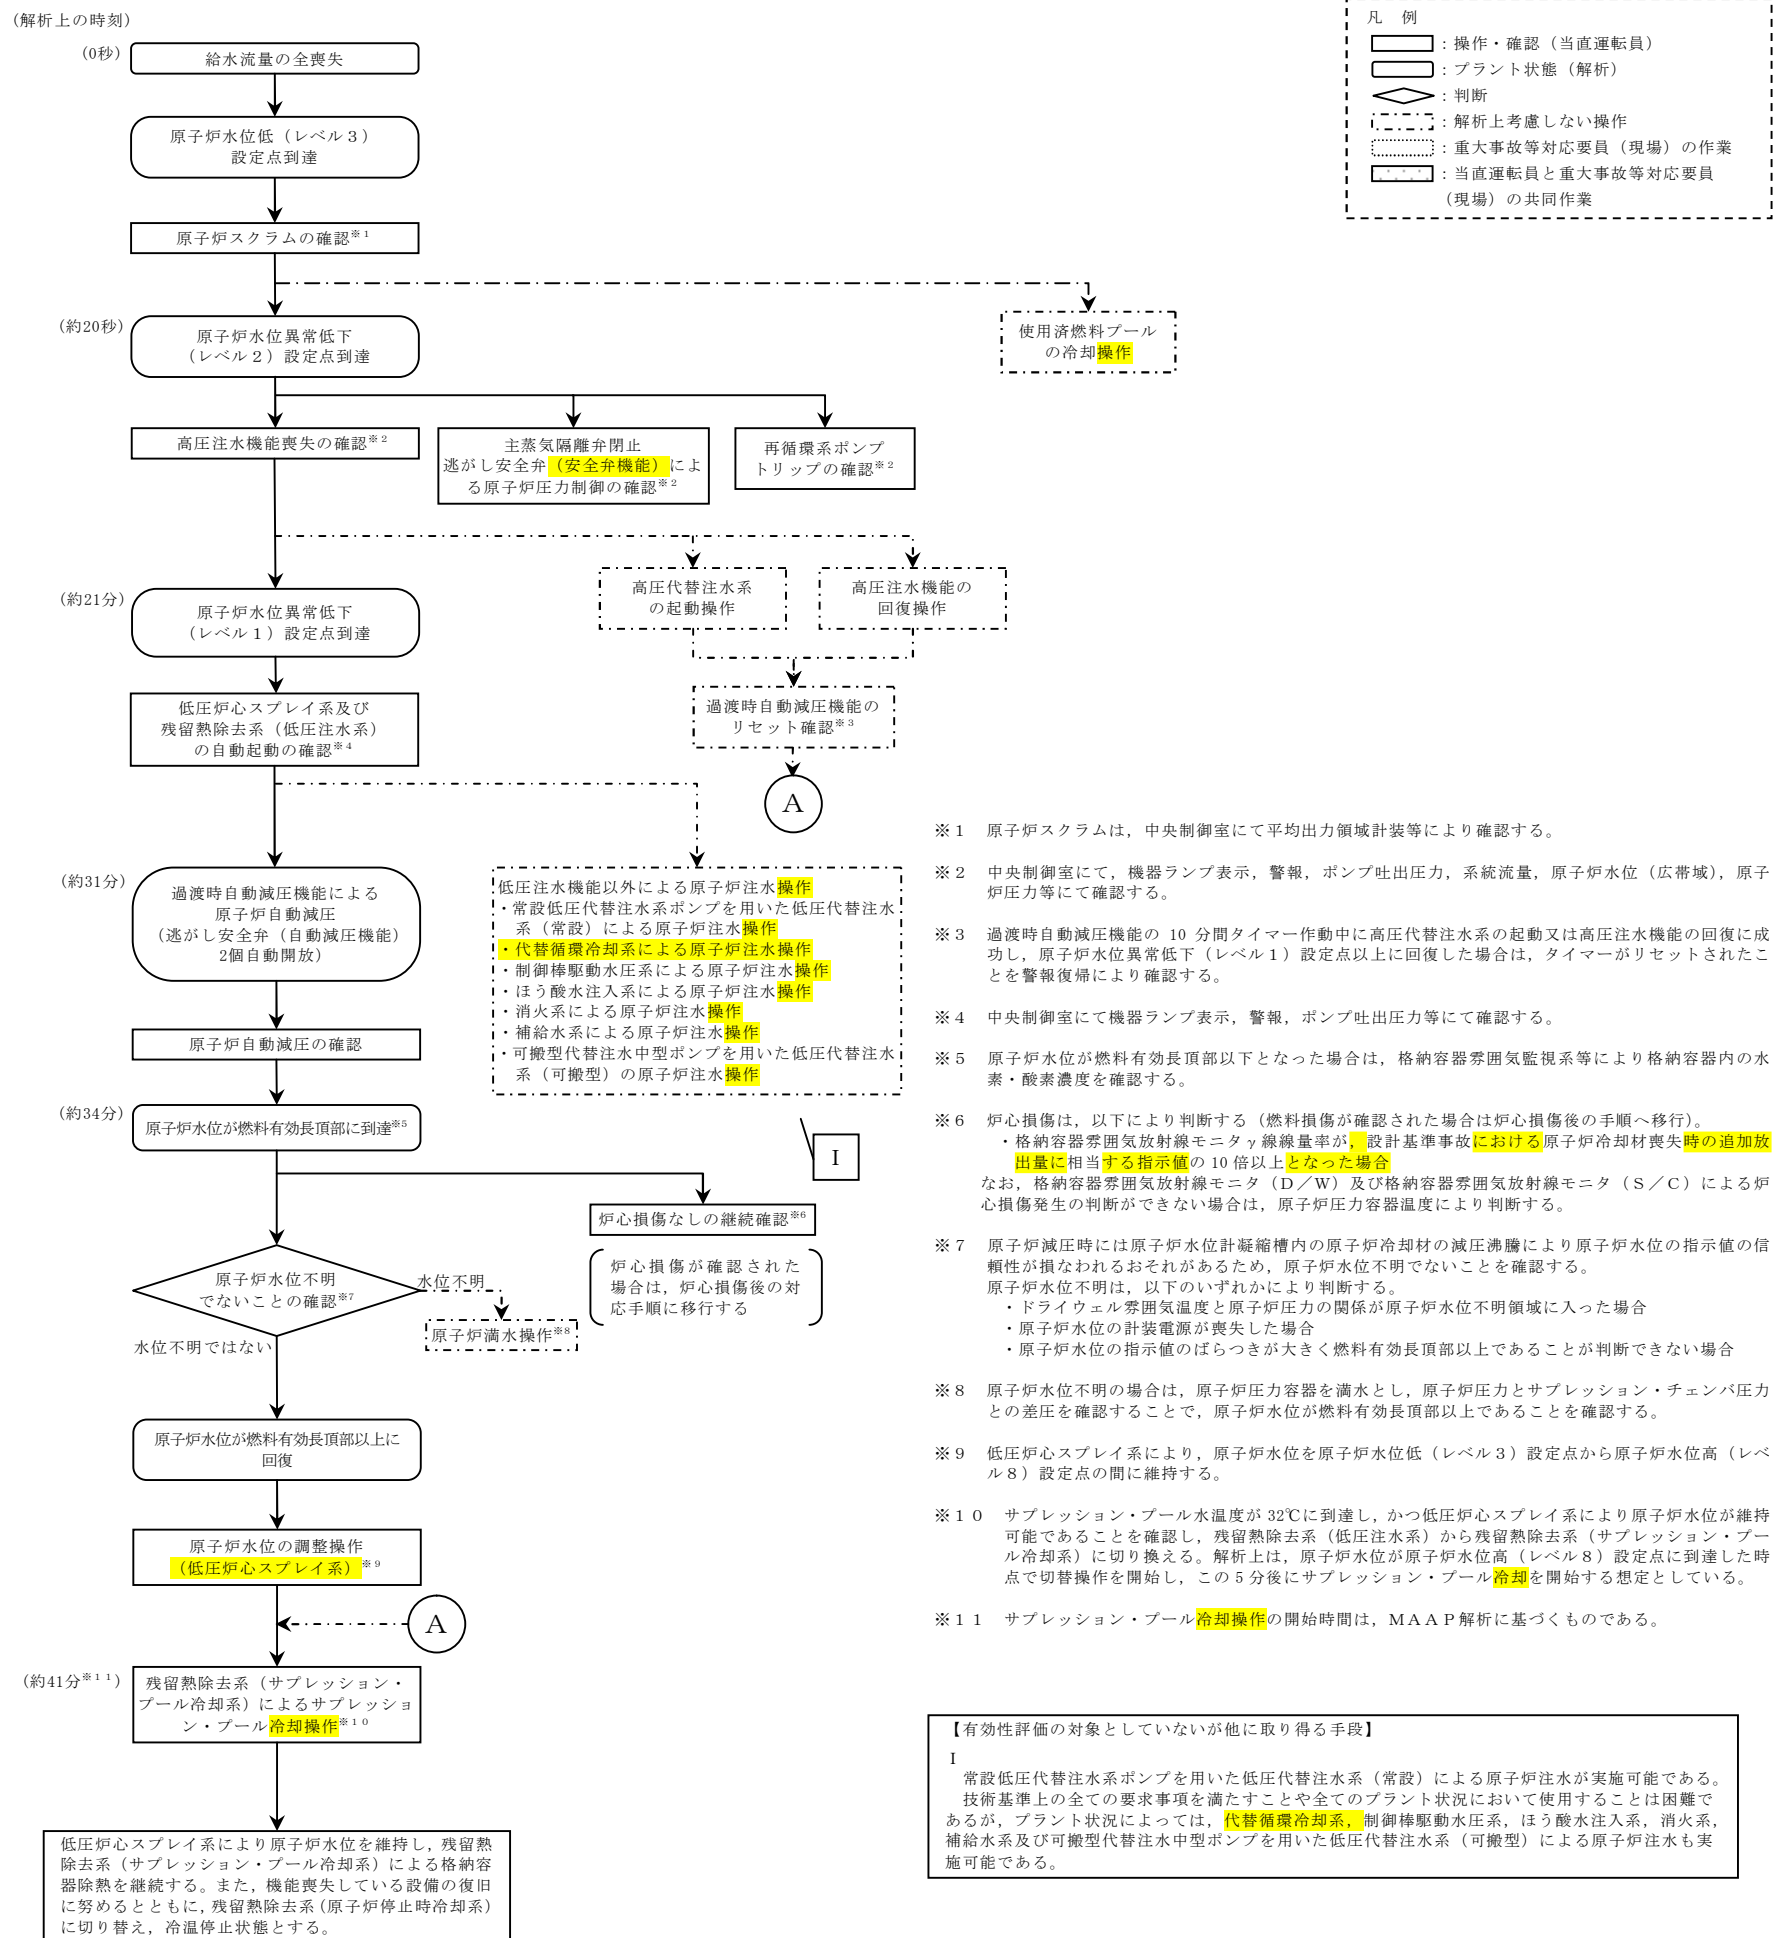 （解析上の時刻）
（0秒）
給水流量の全喪失
原子炉水位低（レベル３）
設定点到達
原子炉スクラムの確認※１
（約20秒）
原子炉水位異常低下
（レベル２）設定点到達
使用済燃料プール
の冷却操作
高圧注水機能喪失の確認※２
主蒸気隔離弁閉止
逃がし安全弁（安全弁機能）によ
る原子炉圧力制御の確認※２
再循環系ポンプ
トリップの確認※２
高圧代替注水系
の起動操作
高圧注水機能の
回復操作
（約21分）
原子炉水位異常低下
（レベル１）設定点到達
過渡時自動減圧機能の
リセット確認※３
A
低圧炉心スプレイ系及び
残留熱除去系（低圧注水系）
の自動起動の確認※４
（約31分）
過渡時自動減圧機能による
原子炉自動減圧
（逃がし安全弁（自動減圧機能）
2個自動開放）
低圧注水機能以外による原子炉注水操作
・常設低圧代替注水系ポンプを用いた低圧代替注水
系（常設）による原子炉注水操作
・代替循環冷却系による原子炉注水操作
・制御棒駆動水圧系による原子炉注水操作
・ほう酸水注入系による原子炉注水操作
・消火系による原子炉注水操作
・補給水系による原子炉注水操作
・可搬型代替注水中型ポンプを用いた低圧代替注水
系（可搬型）の原子炉注水操作
I
原子炉自動減圧の確認
（約34分）
原子炉水位が燃料有効長頂部に到達※5
炉心損傷なしの継続確認※6
炉心損傷が確認された
場合は，炉心損傷後の対
応手順に移行する
原子炉水位不明
でないことの確認※7
水位不明
原子炉満水操作※8
水位不明ではない
原子炉水位が燃料有効長頂部以上に
回復
原子炉水位の調整操作
（低圧炉心スプレイ系）※９
A
（約41分※１１）
残留熱除去系（サプレッション・
プール冷却系）によるサプレッショ
ン・プール冷却操作※１０
低圧炉心スプレイ系により原子炉水位を維持し，残留熱
除去系（サプレッション・プール冷却系）による格納容
器除熱を継続する。また，機能喪失している設備の復旧
に努めるとともに，残留熱除去系（原子炉停止時冷却系）
に切り替え，冷温停止状態とする。
凡　例
：操作・確認（当直運転員）
：プラント状態（解析）
：判断
：解析上考慮しない操作
：重大事故等対応要員（現場）の作業
：当直運転員と重大事故等対応要員
（現場）の共同作業
※１　原子炉スクラムは，中央制御室にて平均出力領域計装等により確認する。
※２　中央制御室にて，機器ランプ表示，警報，ポンプ吐出圧力，系統流量，原子炉水位（広帯域），原子
炉圧力等にて確認する。
※３　過渡時自動減圧機能の 10 分間タイマー作動中に高圧代替注水系の起動又は高圧注水機能の回復に成
功し，原子炉水位異常低下（レベル１）設定点以上に回復した場合は，タイマーがリセットされたこ
とを警報復帰により確認する。
※４　中央制御室にて機器ランプ表示，警報，ポンプ吐出圧力等にて確認する。
※５　原子炉水位が燃料有効長頂部以下となった場合は，格納容器雰囲気監視系等により格納容器内の水
素・酸素濃度を確認する。
※６　炉心損傷は，以下により判断する（燃料損傷が確認された場合は炉心損傷後の手順へ移行）。
・格納容器雰囲気放射線モニタγ線線量率が，設計基準事故における原子炉冷却材喪失時の追加放
出量に相当する指示値の 10 倍以上となった場合
なお，格納容器雰囲気放射線モニタ（Ｄ／Ｗ）及び格納容器雰囲気放射線モニタ（Ｓ／Ｃ）による炉
心損傷発生の判断ができない場合は，原子炉圧力容器温度により判断する。
※７　原子炉減圧時には原子炉水位計凝縮槽内の原子炉冷却材の減圧沸騰により原子炉水位の指示値の信
頼性が損なわれるおそれがあるため，原子炉水位不明でないことを確認する。
原子炉水位不明は，以下のいずれかにより判断する。
・ドライウェル雰囲気温度と原子炉圧力の関係が原子炉水位不明領域に入った場合
・原子炉水位の計装電源が喪失した場合
・原子炉水位の指示値のばらつきが大きく燃料有効長頂部以上であることが判断できない場合
※８　原子炉水位不明の場合は，原子炉圧力容器を満水とし，原子炉圧力とサプレッション・チェンバ圧力
との差圧を確認することで，原子炉水位が燃料有効長頂部以上であることを確認する。
※９　低圧炉心スプレイ系により，原子炉水位を原子炉水位低（レベル３）設定点から原子炉水位高（レベ
ル８）設定点の間に維持する。
※１０　サプレッション・プール水温度が 32℃に到達し，かつ低圧炉心スプレイ系により原子炉水位が維持
可能であることを確認し，残留熱除去系（低圧注水系）から残留熱除去系（サプレッション・プー
ル冷却系）に切り換える。解析上は，原子炉水位が原子炉水位高（レベル８）設定点に到達した時
点で切替操作を開始し，この 5 分後にサプレッション・プール冷却を開始する想定としている。
※１１　サプレッション・プール冷却操作の開始時間は，ＭＡＡＰ解析に基づくものである。
【有効性評価の対象としていないが他に取り得る手段】
Ⅰ
常設低圧代替注水系ポンプを用いた低圧代替注水系（常設）による原子炉注水が実施可能である。
技術基準上の全ての要求事項を満たすことや全てのプラント状況において使用することは困難で
あるが，プラント状況によっては，代替循環冷却系，制御棒駆動水圧系，ほう酸水注入系，消火系，
補給水系及び可搬型代替注水中型ポンプを用いた低圧代替注水系（可搬型）による原子炉注水も実
施可能である。